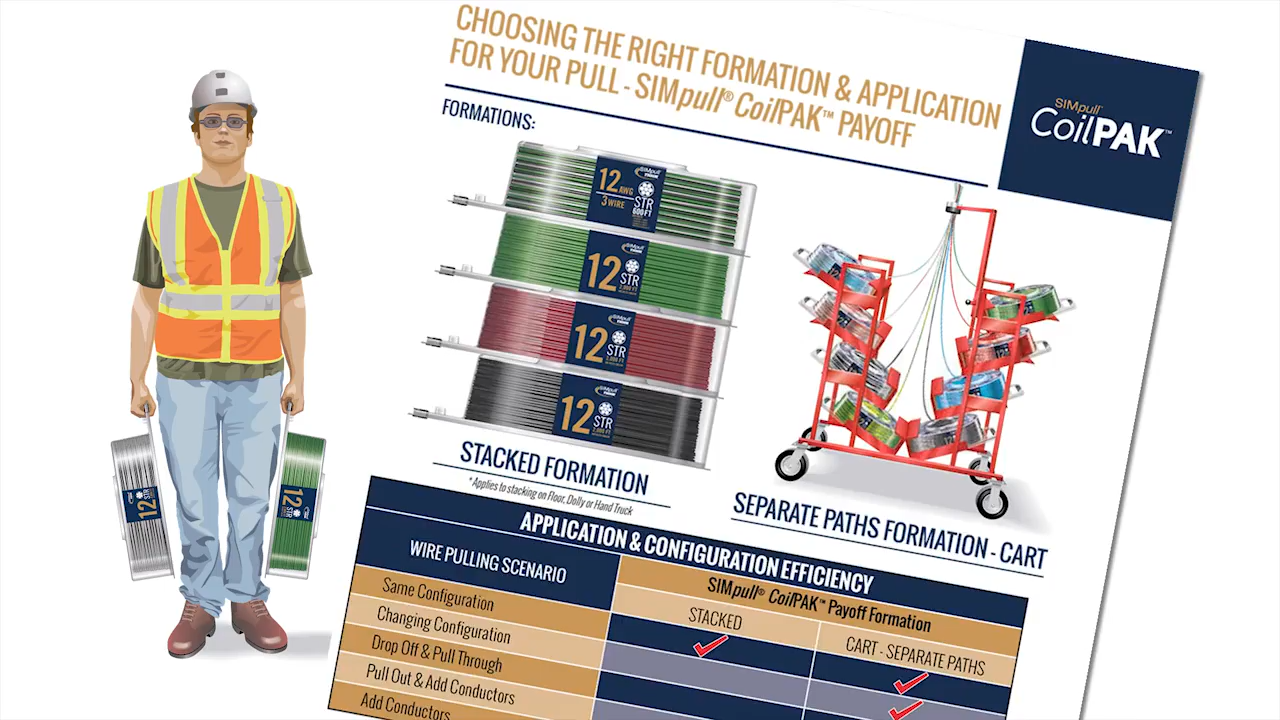 CHOOSING THE RIGHT FORMATION & APPLICATION
FOR YOUR PULL - SIMpull® CoilPAK™ PAYOFF
SIMpull™
CoilPAK™
FORMATIONS:
12 AWG
3 WIRE
STR
600 FT
12 STR
12 STR
12 STR
STACKED FORMATION
*Applies to stacking on Floor, Dolly or Hand Truck
SEPARATE PATHS FORMATION - CART
12 STR
12 STR
APPLICATION & CONFIGURATION EFFICIENCY
WIRE PULLING SCENARIO
SIMpull® CoilPAK™ Payoff Formation
STACKED
CART - SEPARATE PATHS
Same Configuration
Changing Configuration
Drop Off & Pull Through
Pull Out & Add Conductors
Add Conductors